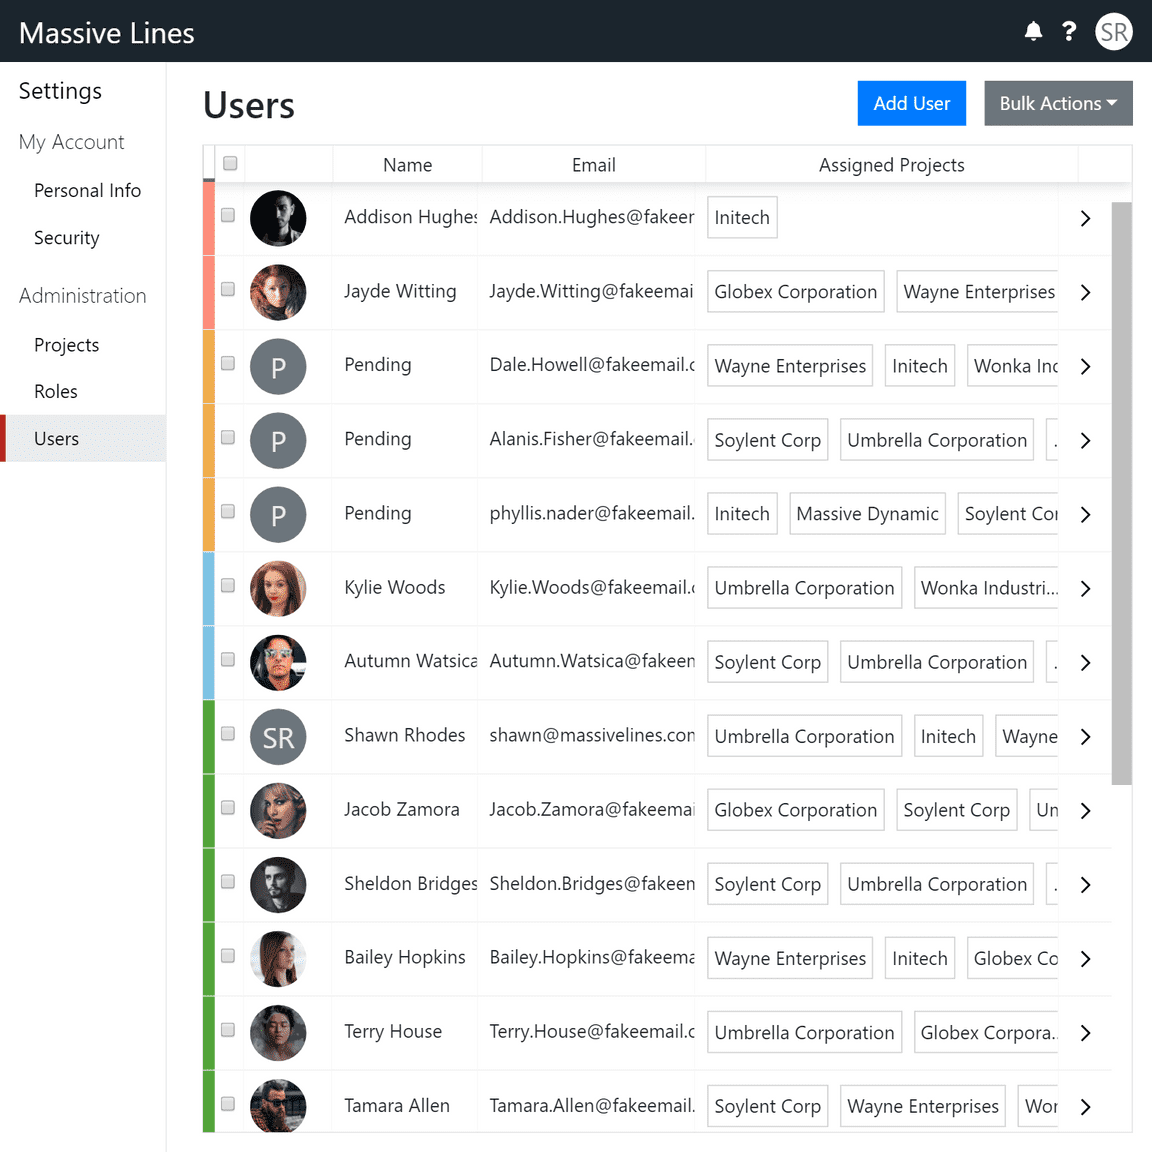 Massive Lines ? SR
Settings
My Account
Personal Info
Security
Administration
Projects
Roles
Users
Users Add User Bulk Actions
Name Email Assigned Projects
Addison Hughes Addison.Hughes@fakeer Initech
Jayde Witting Jayde.Witting@fakeemai Globex Corporation Wayne Enterprises
P Pending Dale.Howell@fakeemail.c Wayne Enterprises Initech Wonka Inc
P Pending Alanis.Fisher@fakeemail. Soylent Corp Umbrella Corporation .
P Pending phyllis.nader@fakeemail. Initech Massive Dynamic Soylent Cor
Kylie Woods Kylie.Woods@fakeemail.c Umbrella Corporation Wonka Industri...
Autumn Watsica Autumn.Watsica@fakeen Soylent Corp Umbrella Corporation .
SR Shawn Rhodes shawn@massivelines.con Umbrella Corporation Initech Wayne
Jacob Zamora Jacob.Zamora@fakeemai Globex Corporation Soylent Corp Un
Sheldon Bridges Sheldon.Bridges@fakeen Soylent Corp Umbrella Corporation .
Bailey Hopkins Bailey.Hopkins@fakeema Wayne Enterprises Initech Globex Co
Terry House Terry.House@fakeemail.c Umbrella Corporation Globex Corpora..
Tamara Allen Tamara.Allen@fakeemail. Soylent Corp Wayne Enterprises Wor